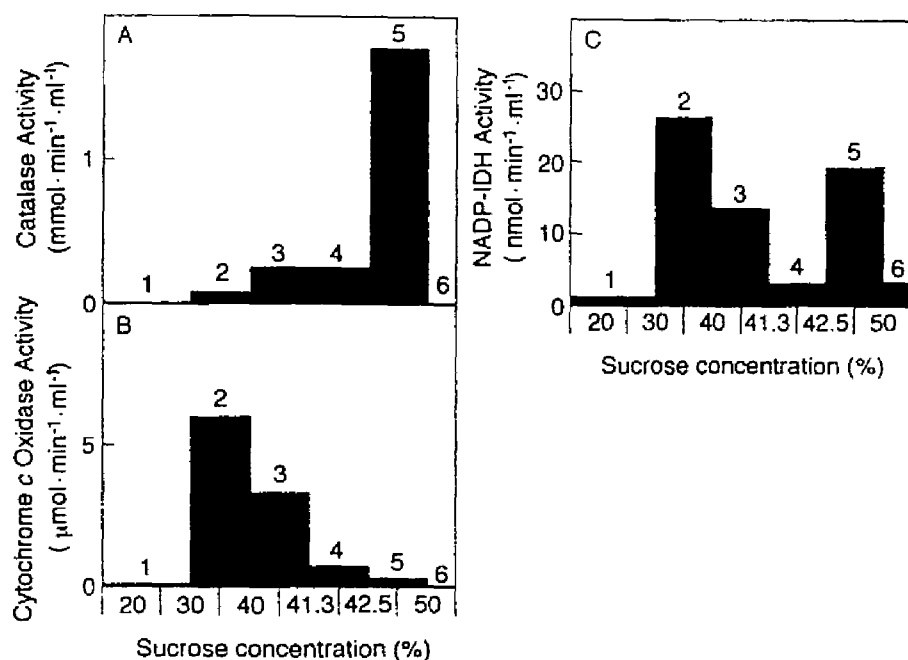 A
Catalase Activity
(mmol·min⁻¹·ml⁻¹)
1
0
1 2 3 4 5 6
B
Cytochrome c Oxidase Activity
( μmol·min⁻¹·ml⁻¹)
5
0
1 2 3 4 5 6
20 30 40 41.3 42.5 50
Sucrose concentration (%)
C
NADP-IDH Activity
( nmol·min⁻¹·ml⁻¹)
30
20
10
0
1 2 3 4 5 6
20 30 40 41.3 42.5 50
Sucrose concentration (%)